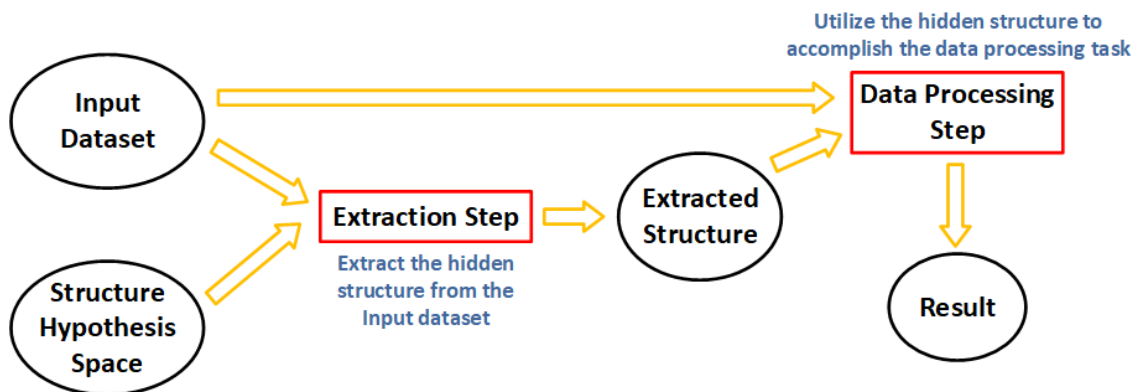 Utilize the hidden structure to
accomplish the data processing task
Input
Dataset
Data Processing
Step
Extraction Step
Extracted
Structure
Extract the hidden
structure from the
Input dataset
Structure
Hypothesis
Space
Result